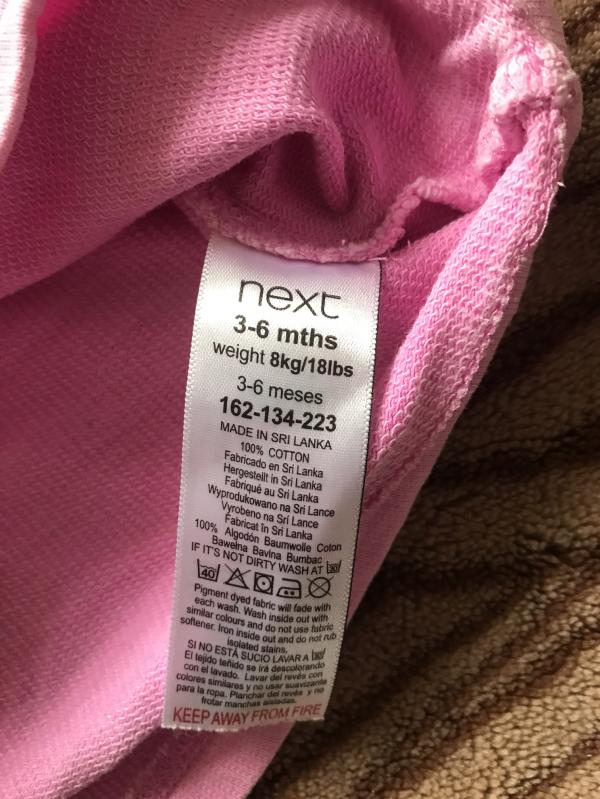 next
3-6 mths
weight 8kg/18lbs
3-6 meses
162-134-223
MADE IN SRI LANKA
100% COTTON
Fabricado en Sri Lanka
Hergestellt in Sri Lanka
Fabriqué au Sri Lanka
Wyprodukowano na Sri Lance
Vyrobeno na Srí Lance
Fabricat în Sri Lanka
100% Algodón Baumwolle Coton
Bawełna Bavlna Bumbac
IF IT'S NOT DIRTY WASH AT 30
40
Pigment dyed fabric will fade with
each wash. Wash inside out with
similar colours and do not use fabric
softener. Iron inside out and do not rub
isolated stains.
SI NO ESTÁ SUCIO LAVAR A 30
El tejido teñido se irá descolorando
con el lavado. Lavar del revés con
colores similares y no usar suavizante
para la ropa. Planchar del revés y no
frotar manchas aisladas.
KEEP AWAY FROM FIRE